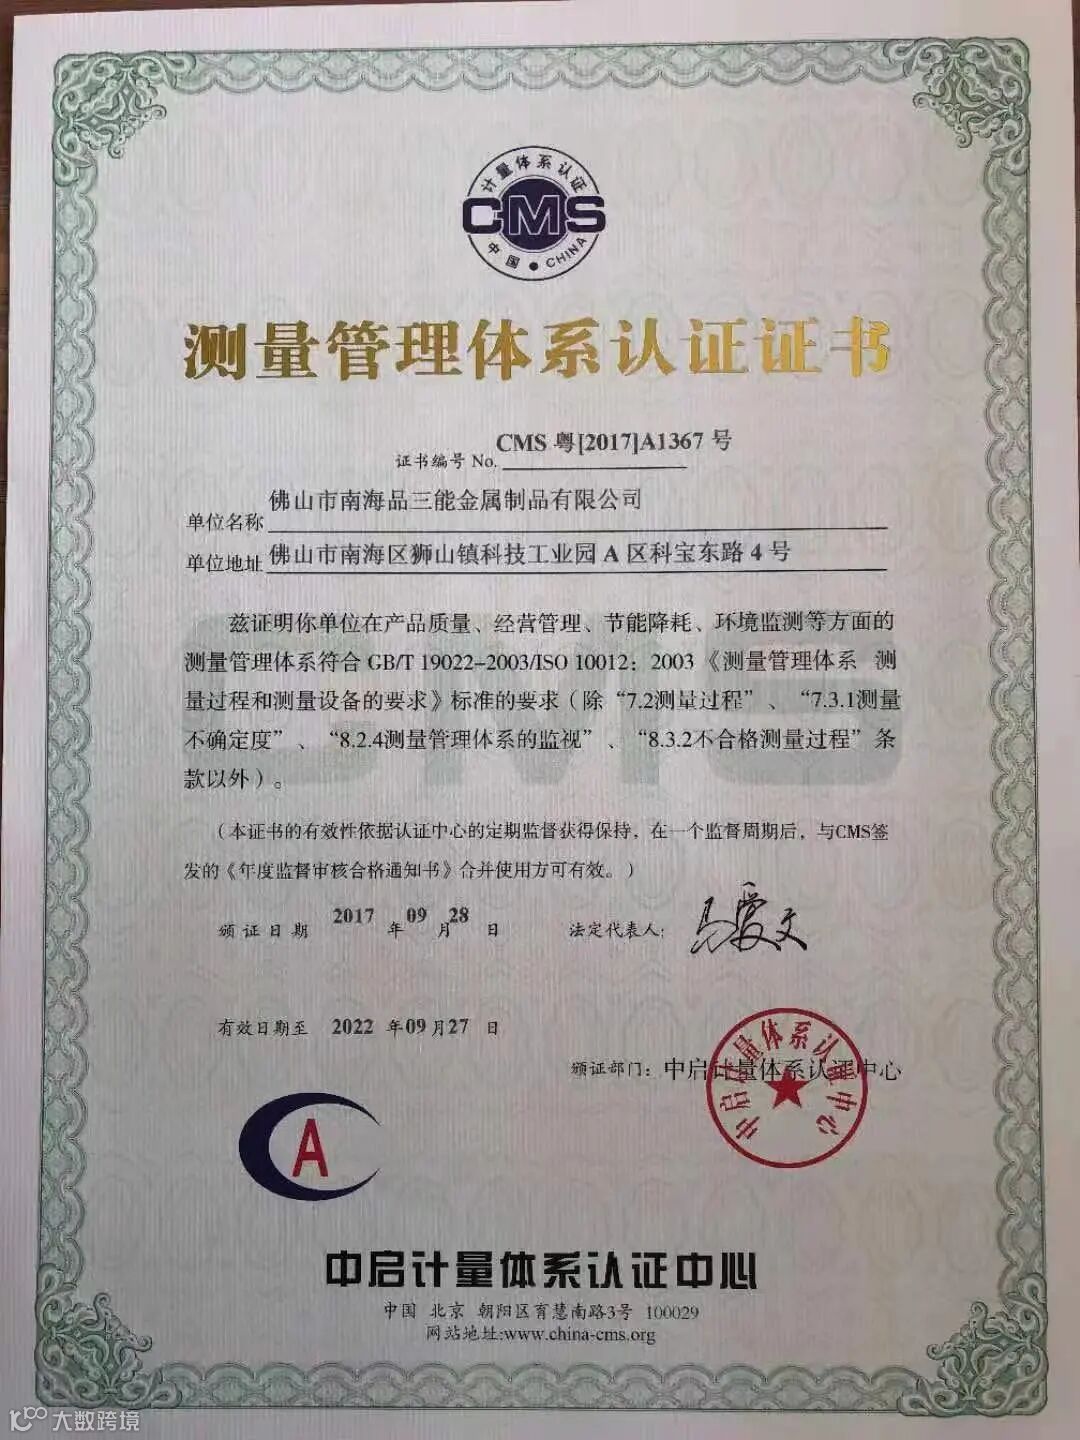 计量体系认证
CMS
中国 • CHINA
测量管理体系认证证书
证书编号 No. CMS 粤[2017]A1367 号
单位名称 佛山市南海品三能金属制品有限公司
单位地址 佛山市南海区狮山镇科技工业园 A 区科宝东路 4 号
兹证明你单位在产品质量、经营管理、节能降耗、环境监测等方面的
测量管理体系符合 GB/T 19022-2003/ISO 10012：2003《测量管理体系 测
量过程和测量设备的要求》标准的要求（除“7.2测量过程”、“7.3.1测量
不确定度”、“8.2.4测量管理体系的监视”、“8.3.2不合格测量过程”条
款以外）。
（本证书的有效性依据认证中心的定期监督获得保持，在一个监督周期后，与CMS签
发的《年度监督审核合格通知书》合并使用方可有效。）
颁证日期 2017 年 09 月 28 日 法定代表人： 马爱文
有效日期至 2022 年 09 月 27 日
颁证部门：中启计量体系认证中心
中启计量体系认证中心
CMS
A
中启计量体系认证中心
中国 北京 朝阳区育慧南路3号 100029
网站地址:www.china-cms.org
大数跨境